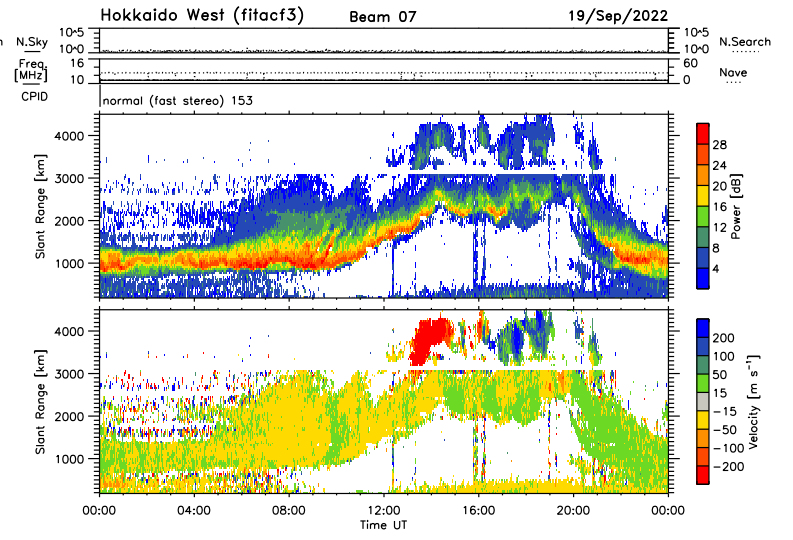 Hokkaido West (fitacf3) Beam 07 19/Sep/2022
N.Sky 10^5 10^0 10^5 10^0 N.Search
Freq. [MHz] 16 10 60 0 Nave
CPID normal (fast stereo) 153
Slant Range [km] 4000 3000 2000 1000
Power [dB] 28 24 20 16 12 8 4
Slant Range [km] 4000 3000 2000 1000
Velocity [m s⁻¹] 200 100 50 15 −15 −50 −100 −200
00:00 04:00 08:00 12:00 16:00 20:00 00:00
Time UT